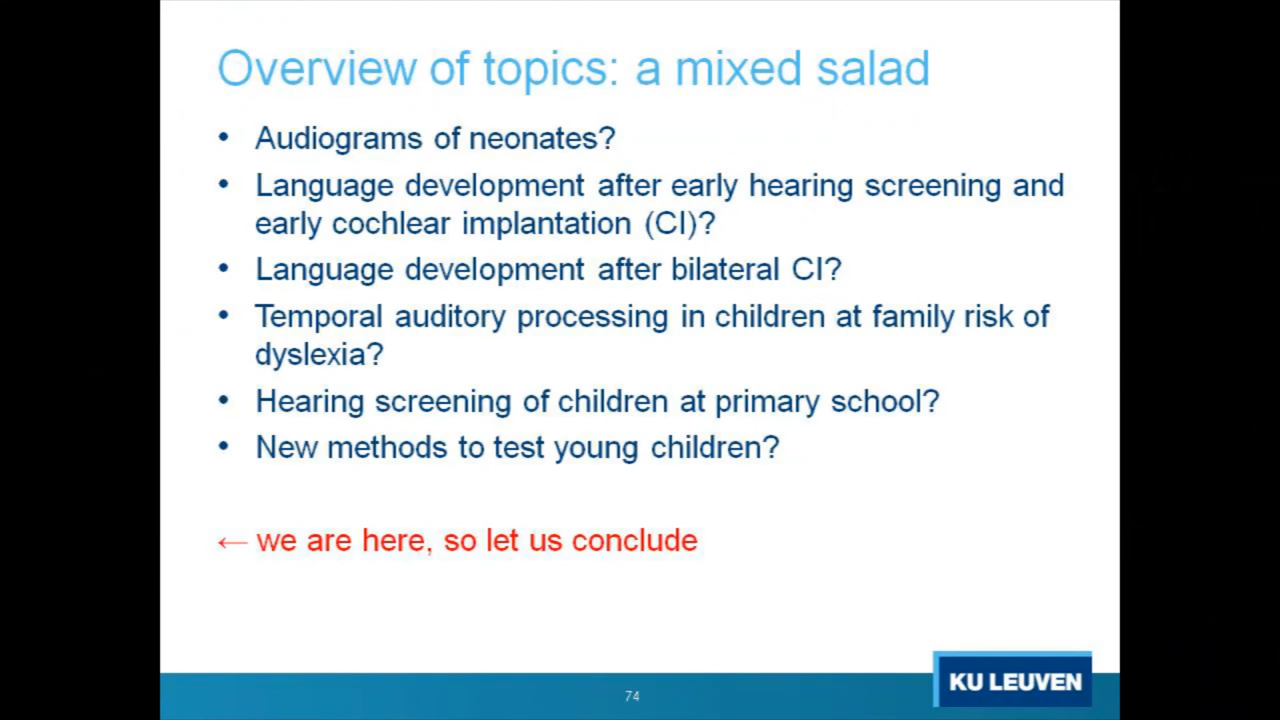 Overview of topics: a mixed salad
• Audiograms of neonates?
• Language development after early hearing screening and
early cochlear implantation (CI)?
• Language development after bilateral CI?
• Temporal auditory processing in children at family risk of
dyslexia?
• Hearing screening of children at primary school?
• New methods to test young children?
← we are here, so let us conclude
74
KU LEUVEN